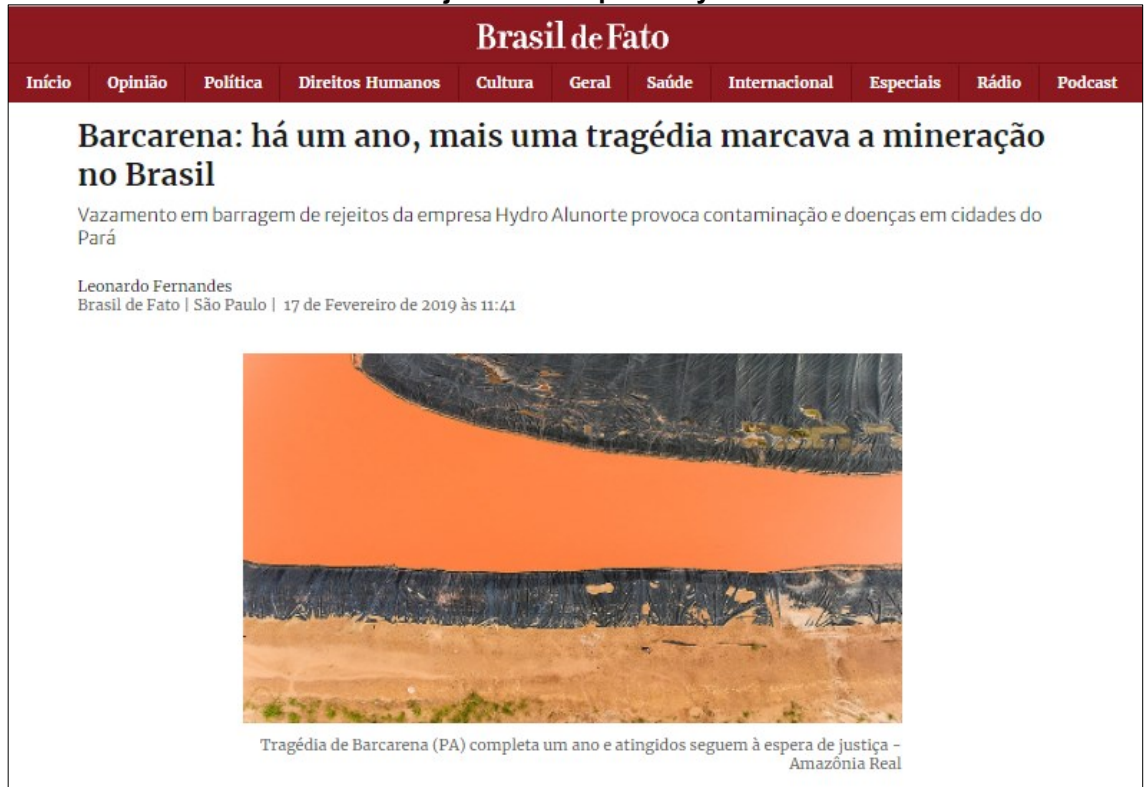 Brasil de Fato
Início Opinião Política Direitos Humanos Cultura Geral Saúde Internacional Especiais Rádio Podcast
Barcarena: há um ano, mais uma tragédia marcava a mineração
no Brasil
Vazamento em barragem de rejeitos da empresa Hydro Alunorte provoca contaminação e doenças em cidades do
Pará
Leonardo Fernandes
Brasil de Fato | São Paulo | 17 de Fevereiro de 2019 às 11:41
Tragédia de Barcarena (PA) completa um ano e atingidos seguem à espera de justiça -
Amazônia Real